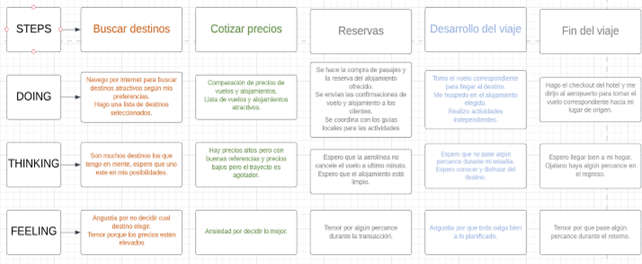 STEPS
Buscar destinos
Cotizar precios
Reservas
Desarrollo del viaje
Fin del viaje
DOING
Navego por internet para buscar
destinos atractivos según mis
preferencias.
Hago una lista de destinos
seleccionados.
Comparación de precios de
vuelos y alojamientos.
Lista de vuelos y alojamientos
atractivos.
Se hace la compra de pasajes y
la reserva del alojamiento
ofrecido.
Se envían las confirmaciones de
vuelo y alojamiento a los
clientes.
Se coordina con los guías
locales para las actividades
Tomo el vuelo correspondiente
para llegar al destino.
Me hospedo en el alojamiento
elegido.
Realizo actividades
independientes.
Hago el checkout del hotel y me
dirijo al aeropuerto para tomar el
vuelo correspondiente hacia mi
lugar de origen.
THINKING
Son muchos destinos los que
tengo en mente, espero que uno
este en mis posibilidades.
Hay precios altos pero con
buenas referencias y precios
bajos pero el trayecto es
agotador.
Espero que la aerolínea no
cancele el vuelo a ultimo minuto.
Espero que el alojamiento esté
limpio.
Espero que no pase algún
percance durante mi estadía.
Espero conocer y disfrutar del
destino.
Espero llegar bien a mi hogar.
Ojalano haya algún percance en
el regreso.
FEELING
Angustia por no decidir cual
destino elegir.
Temor porque los precios estén
elevados
Ansiedad por decidir lo mejor.
Temor por algún percance
durante la transacción.
Angustia por que todo salga bien
a lo planificado.
Temor por que pase algún
percance durante el retorno.